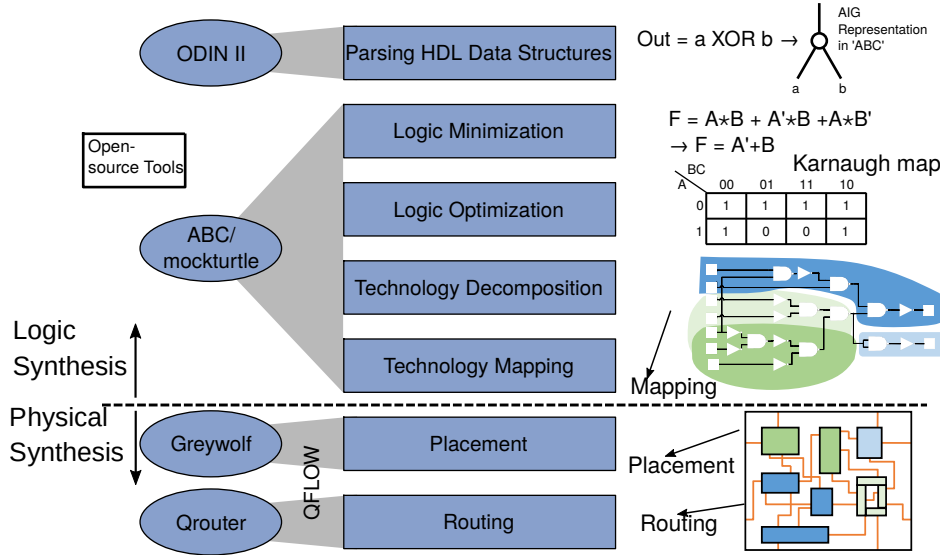 ODIN II
Parsing HDL Data Structures
Out = a XOR b →
AIG
Representation
in 'ABC'
a
b
Open-
source Tools
Logic Minimization
F = A*B + A'*B +A*B'
→ F = A'+B
Karnaugh map
BC
A
00 01 11 10
0 1 1 1 1
1 1 0 0 1
Logic Optimization
ABC/
mockturtle
Technology Decomposition
Technology Mapping
Mapping
Logic
Synthesis
Physical
Synthesis
Greywolf
Placement
Placement
QFLOW
Qrouter
Routing
Routing